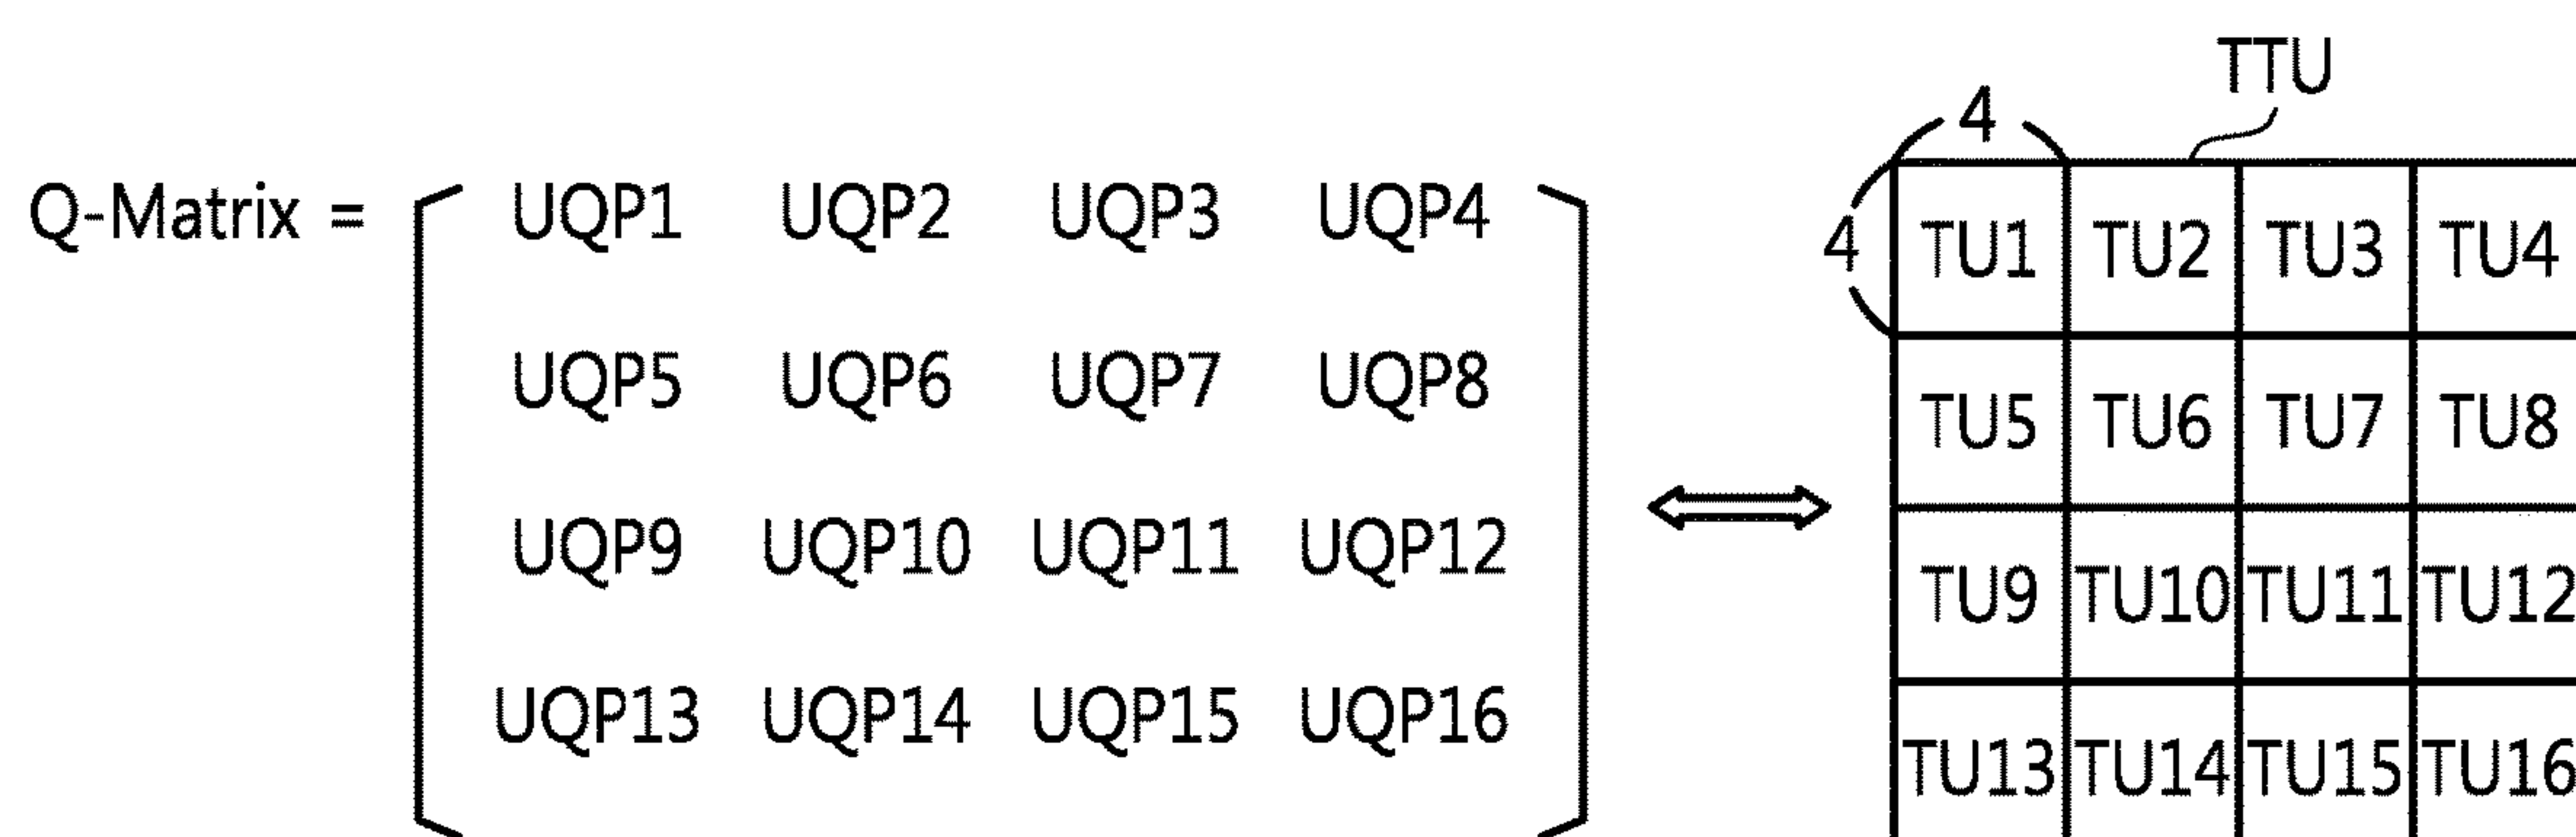 TTU
4
Q-Matrix = UQP1 UQP2 UQP3 UQP4
4 TU1 TU2 TU3 TU4
UQP5 UQP6 UQP7 UQP8
TU5 TU6 TU7 TU8
UQP9 UQP10 UQP11 UQP12
TU9 TU10 TU11 TU12
UQP13 UQP14 UQP15 UQP16
TU13 TU14 TU15 TU16